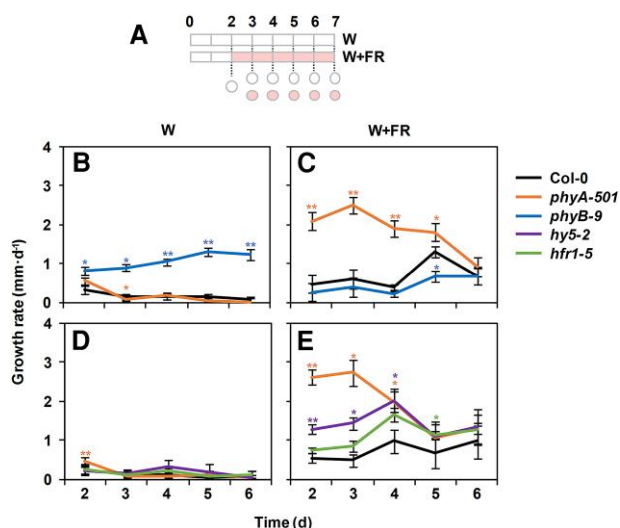 A
0 2 3 4 5 6 7
W
W+FR
W W+FR
B C
4
3
2
1
0
* * ** ** **
*
** ** ** *
*
Col-0
phyA-501
phyB-9
hy5-2
hfr1-5
Growth rate (mm·d-¹)
D E
4
3
2
1
0
**
** * * *
** * *
2 3 4 5 6 2 3 4 5 6
Time (d)